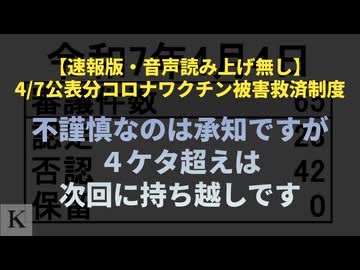 【速報版・音声読み上げ無し】
4/7公表分コロナワクチン被害救済制度
令和7年4月4日
審議件数 65
認定 23
不謹慎なのは承知ですが
４ケタ超えは
次回に持ち越しです
否認 42
保留 0
K